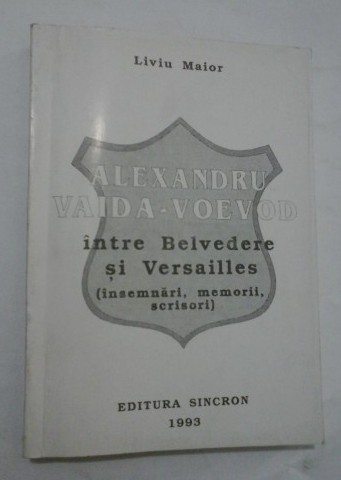 Liviu Maior
ALEXANDRU
VAIDA-VOEVOD
între Belvedere
și Versailles
(însemnări, memorii,
scrisori)
EDITURA SINCRON
1993